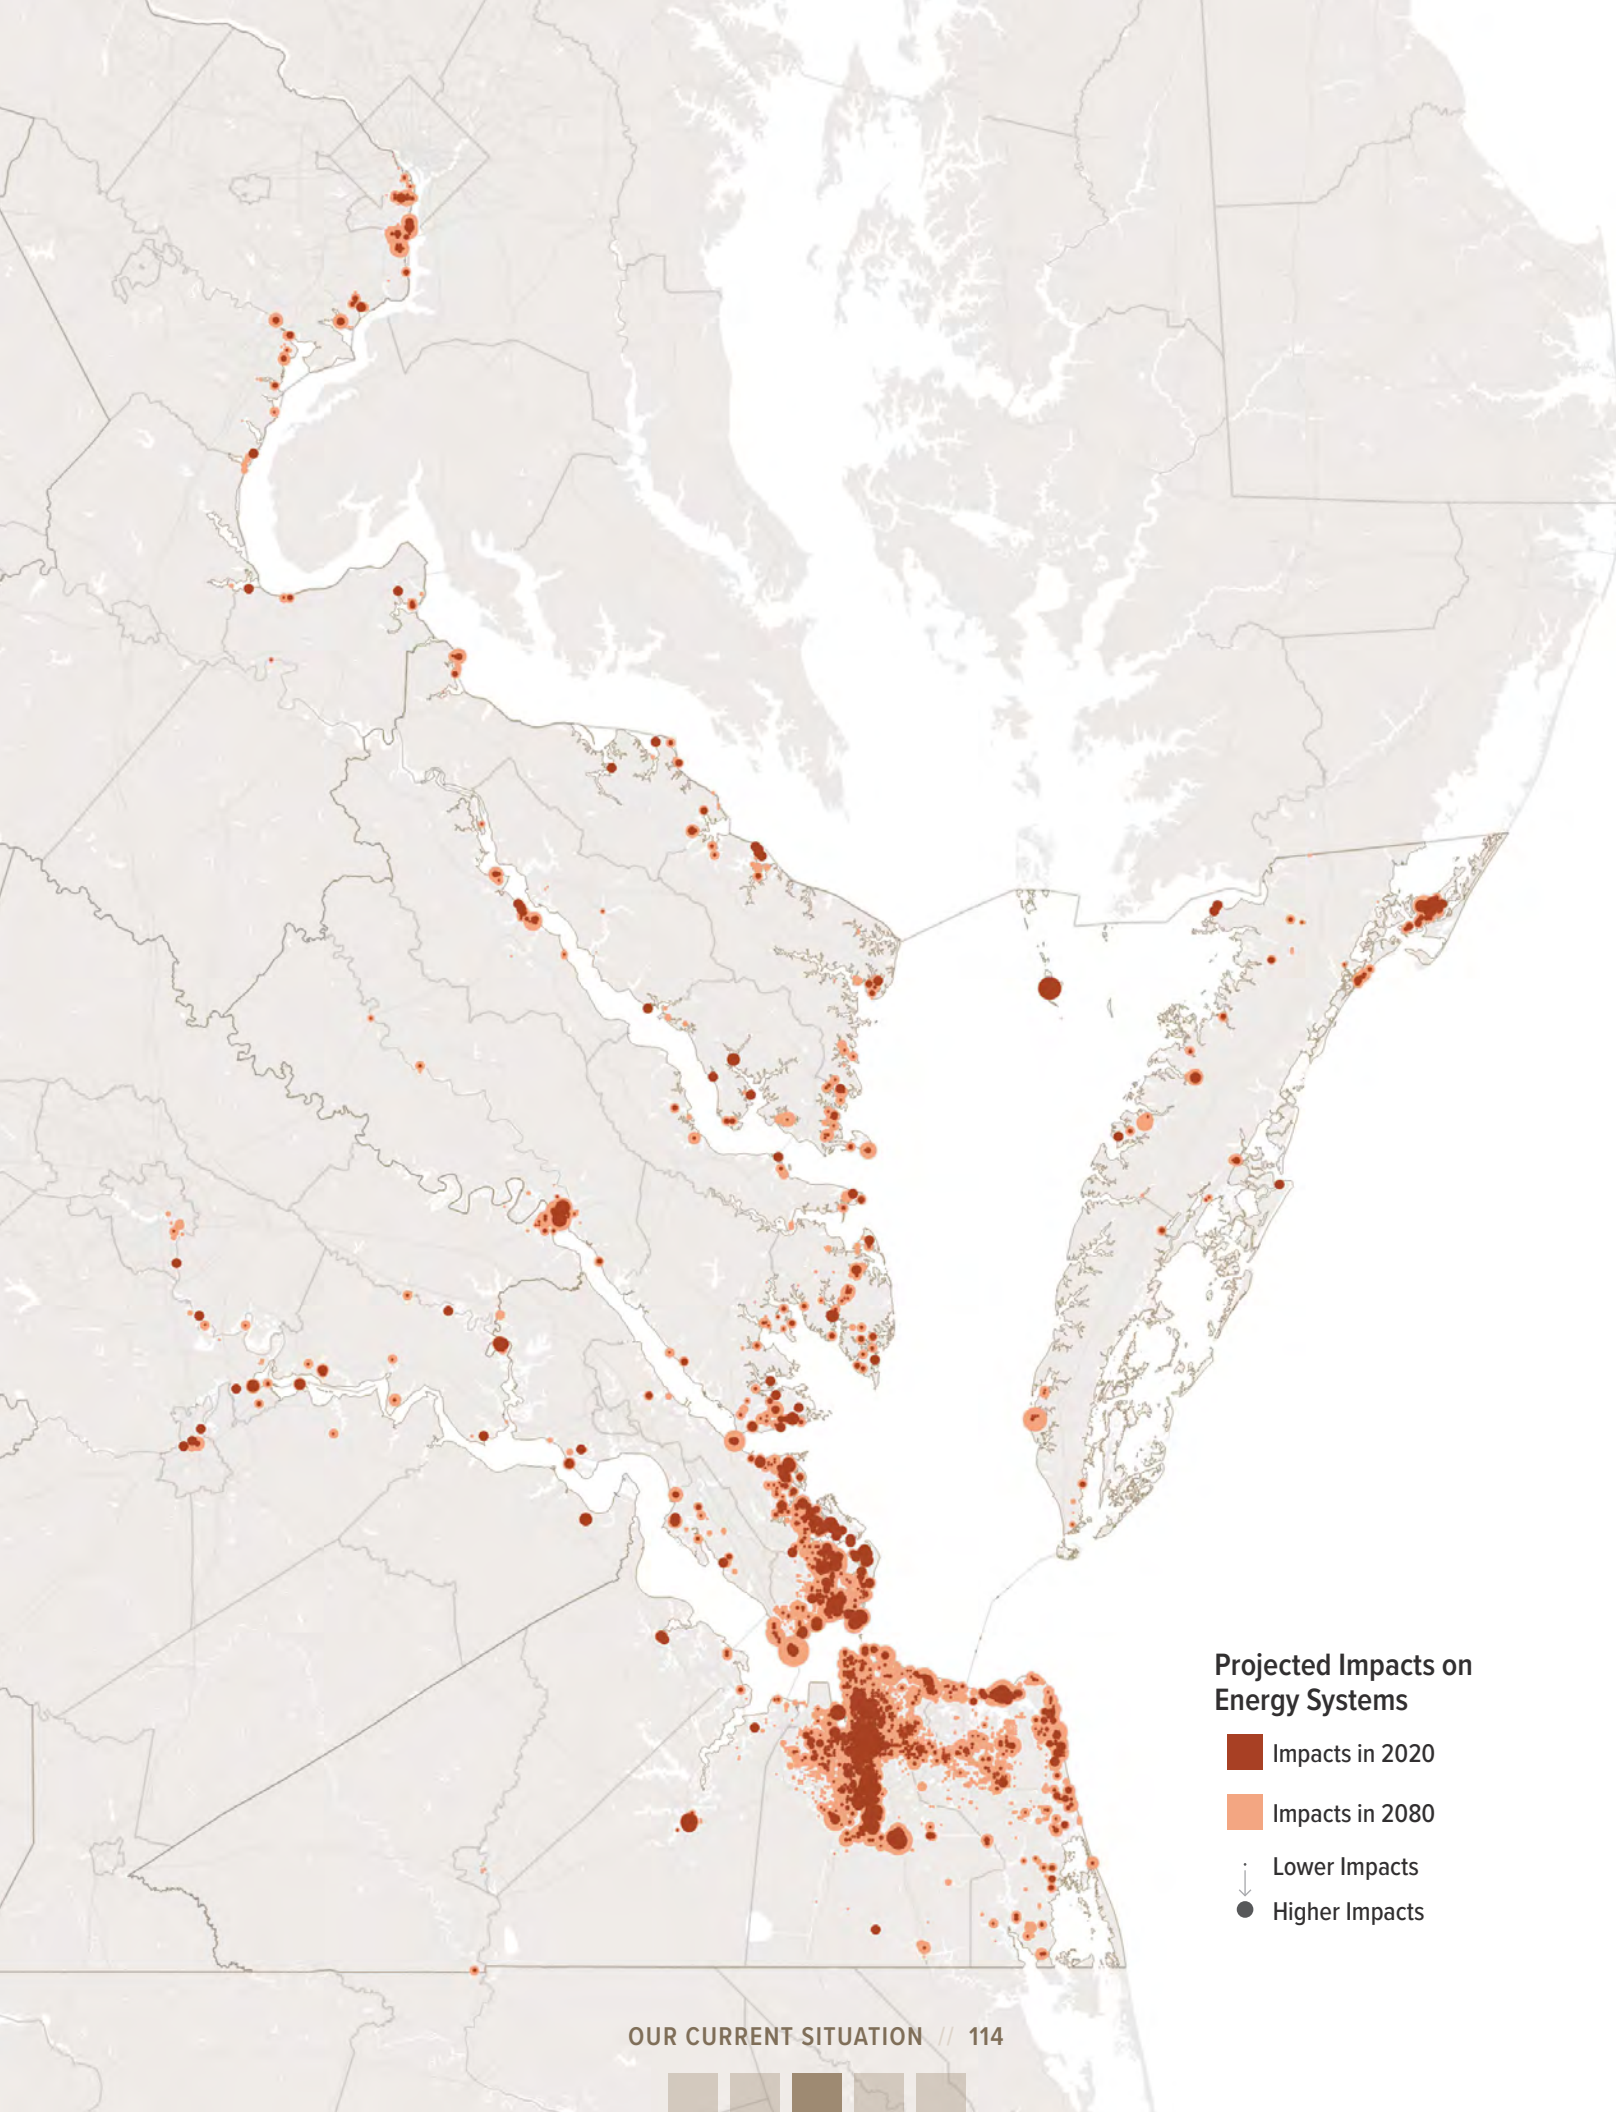 Projected Impacts on
Energy Systems
Impacts in 2020
Impacts in 2080
Lower Impacts
Higher Impacts
OUR CURRENT SITUATION // 114